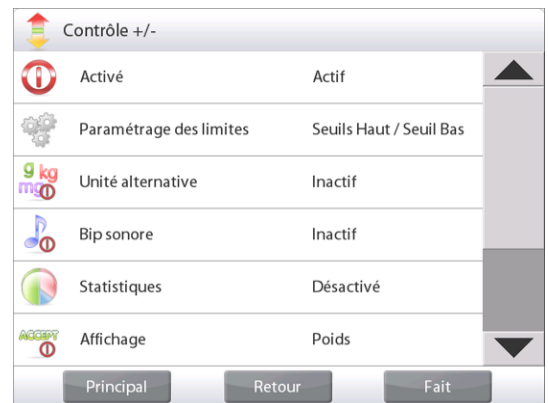 Contrôle +/-
Activé Actif
Paramétrage des limites Seuils Haut / Seuil Bas
g kg
mg
Unité alternative Inactif
Bip sonore Inactif
Statistiques Désactivé
ACCEPT
Affichage Poids
Principal Retour Fait